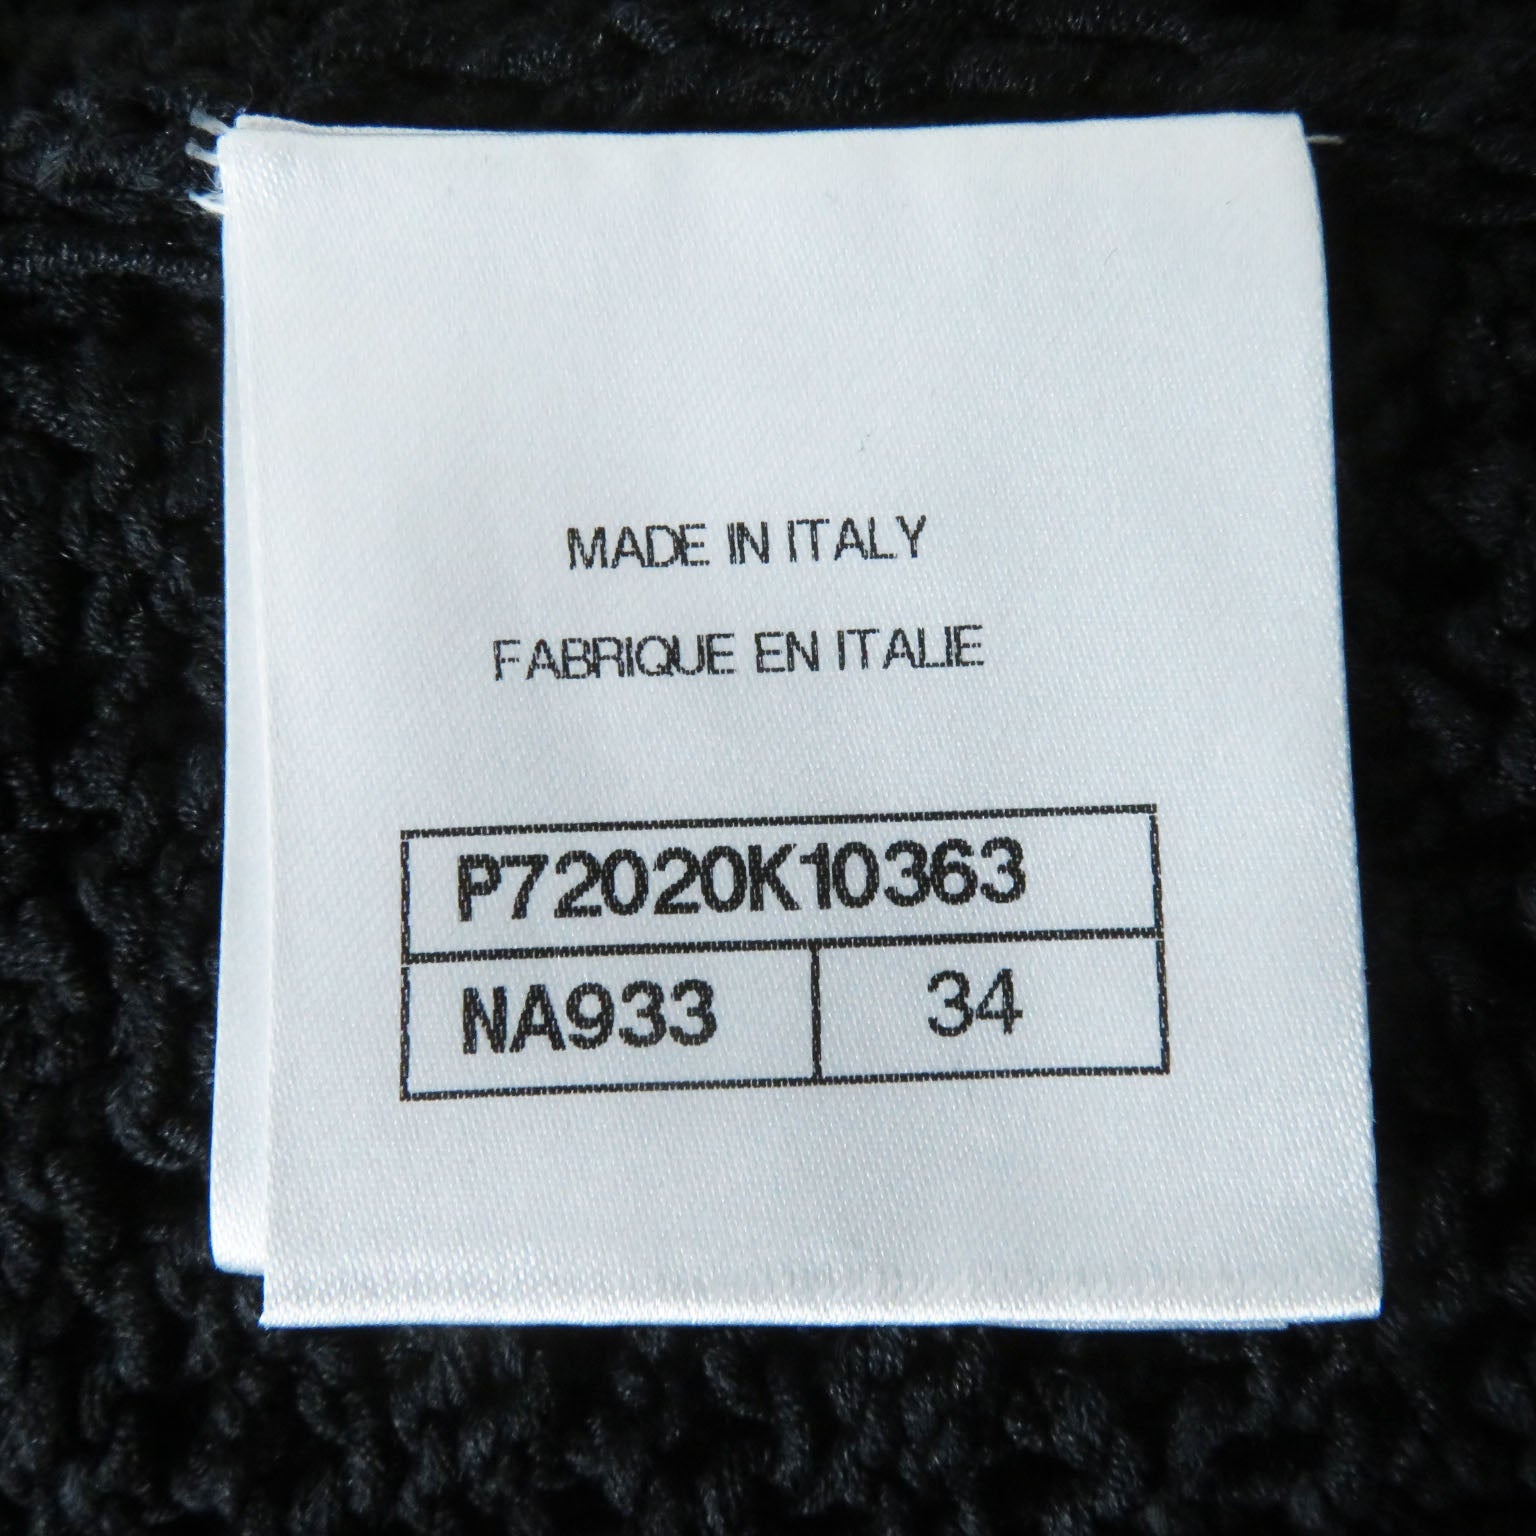 MADE IN ITALY
FABRIQUE EN ITALIE
P72020K10363
NA933 34